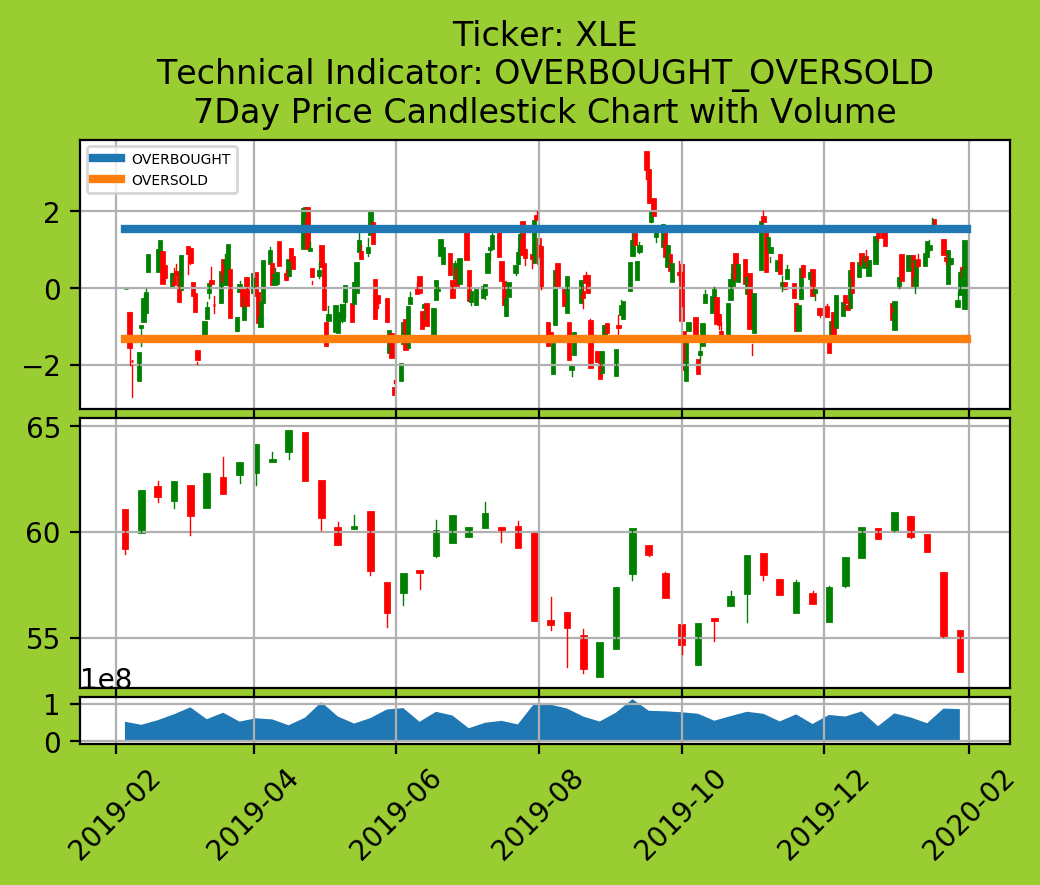 Ticker: XLE
Technical Indicator: OVERBOUGHT_OVERSOLD
7Day Price Candlestick Chart with Volume
OVERBOUGHT
OVERSOLD
2
0
−2
65
60
55
1e8
1
0
2019-02
2019-04
2019-06
2019-08
2019-10
2019-12
2020-02